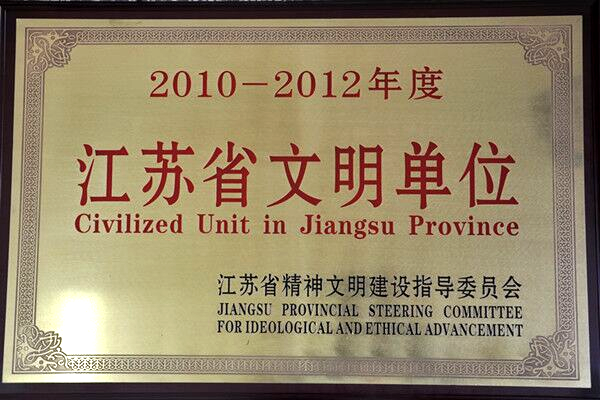 2010－2012年度
江苏省文明单位
Civilized Unit in Jiangsu Province
江苏省精神文明建设指导委员会
JIANGSU PROVINCIAL STEERING COMMITTEE
FOR IDEOLOGICAL AND ETHICAL ADVANCEMENT